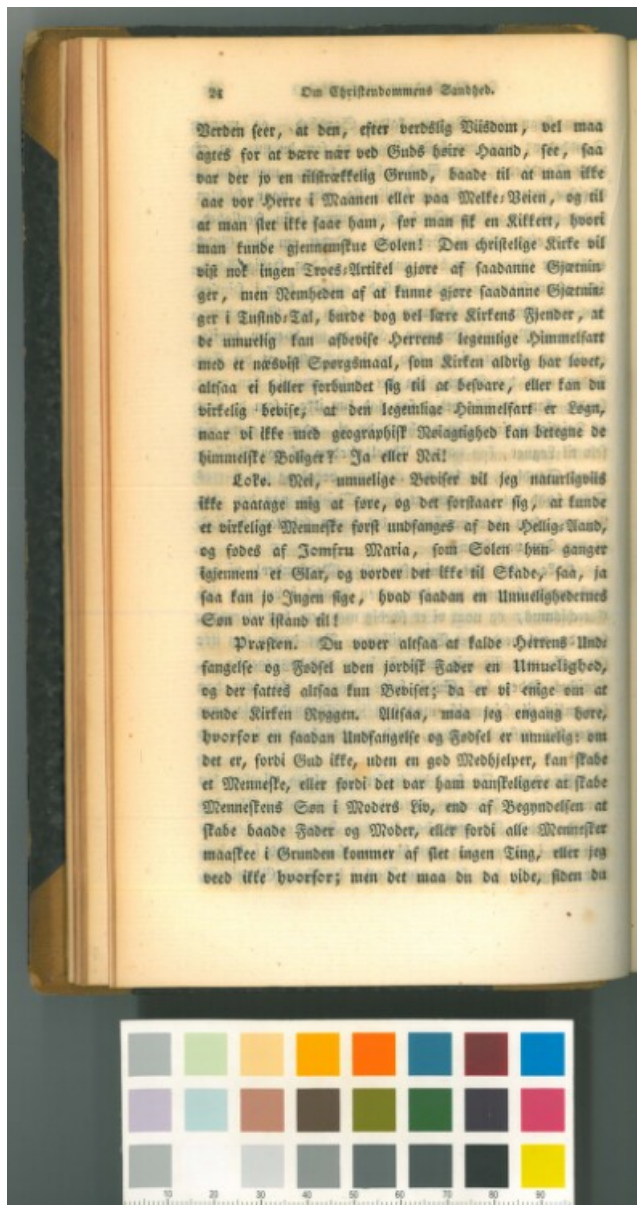 24 Om Christendommens Sandhed.
Verden seer, at den, efter verdslig Viisdom, vel maa
agtes for at være nær ved Guds høire Haand, see, saa
var der jo en tilstrækkelig Grund, baade til at man ikke
aae vor Herre i Maanen eller paa Melke-Veien, og til
at man slet ikke saae ham, før man fik en Kikkert, hvori
man kunde gjennemskue Solen! Den christelige Kirke vil
vist nok ingen Troes-Artikel gjøre af saadanne Gjætnin
ger, men Nemheden af at kunne gjøre saadanne Gjætnin-
ger i Tusind-Tal, burde dog vel lære Kirkens Fjender, at
de umuelig kan afbevise Herrens legemlige Himmelfart
med et næsviist Spørgsmaal, som Kirken aldrig har lovet,
altsaa ei heller forbundet sig til at besvare, eller kan du
virkelig bevise, at den legemlige Himmelfart er Løgn,
naar vi ikke med geographisk Nøiagtighed kan betegne de
himmelske Boliger? Ja eller Nei!
Loke. Nei, umuelige Beviser vil jeg naturligviis
ikke paatage mig at føre, og det forstaaer sig, at kunde
et virkeligt Menneske først undfanges af den Hellig-Aand,
og fødes af Jomfru Maria, som Solen hun ganger
igjennem et Glar, og vorder det ikke til Skade, saa, ja
saa kan jo Ingen sige, hvad saadan en Umuelighedernes
Søn var istand til!
Præsten. Du vover altsaa at kalde Herrens Und-
fangelse og Fødsel uden jordisk Fader en Umuelighed,
og der fattes altsaa kun Beviset; da er vi enige om at
vende Kirken Ryggen. Altsaa, maa jeg engang høre,
hvorfor en saadan Undfangelse og Fødsel er umuelig: om
det er, fordi Gud ikke, uden en god Medhjelper, kan skabe
et Menneske, eller fordi det var ham vanskeligere at skabe
Menneskens Søn i Moders Liv, end af Begyndelsen at
skabe baade Fader og Moder, eller fordi alle Mennesker
maaskee i Grunden kommer af slet ingen Ting, eller jeg
veed ikke hvorfor; men det maa du da vide, siden du
10 20 30 40 50 60 70 80 90